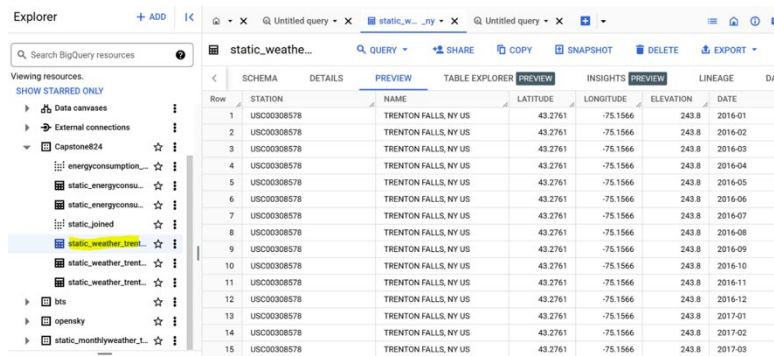 Explorer + ADD
Untitled query
static_w... _ny
Untitled query
Search BigQuery resources
Viewing resources.
SHOW STARRED ONLY
Data canvases
External connections
Capstone824
energyconsumption_...
static_energyconsu...
static_energyconsu...
static_joined
static_weather_trent...
static_weather_trent...
static_weather_trent...
bts
opensky
static_monthlyweather_t...
static_weathe... QUERY SHARE COPY SNAPSHOT DELETE EXPORT
SCHEMA DETAILS PREVIEW TABLE EXPLORER PREVIEW INSIGHTS PREVIEW LINEAGE DA
Row STATION NAME LATITUDE LONGITUDE ELEVATION DATE
1 USC00308578 TRENTON FALLS, NY US 43.2761 -75.1566 243.8 2016-01
2 USC00308578 TRENTON FALLS, NY US 43.2761 -75.1566 243.8 2016-02
3 USC00308578 TRENTON FALLS, NY US 43.2761 -75.1566 243.8 2016-03
4 USC00308578 TRENTON FALLS, NY US 43.2761 -75.1566 243.8 2016-04
5 USC00308578 TRENTON FALLS, NY US 43.2761 -75.1566 243.8 2016-05
6 USC00308578 TRENTON FALLS, NY US 43.2761 -75.1566 243.8 2016-06
7 USC00308578 TRENTON FALLS, NY US 43.2761 -75.1566 243.8 2016-07
8 USC00308578 TRENTON FALLS, NY US 43.2761 -75.1566 243.8 2016-08
9 USC00308578 TRENTON FALLS, NY US 43.2761 -75.1566 243.8 2016-09
10 USC00308578 TRENTON FALLS, NY US 43.2761 -75.1566 243.8 2016-10
11 USC00308578 TRENTON FALLS, NY US 43.2761 -75.1566 243.8 2016-11
12 USC00308578 TRENTON FALLS, NY US 43.2761 -75.1566 243.8 2016-12
13 USC00308578 TRENTON FALLS, NY US 43.2761 -75.1566 243.8 2017-01
14 USC00308578 TRENTON FALLS, NY US 43.2761 -75.1566 243.8 2017-02
15 USC00308578 TRENTON FALLS, NY US 43.2761 -75.1566 243.8 2017-03